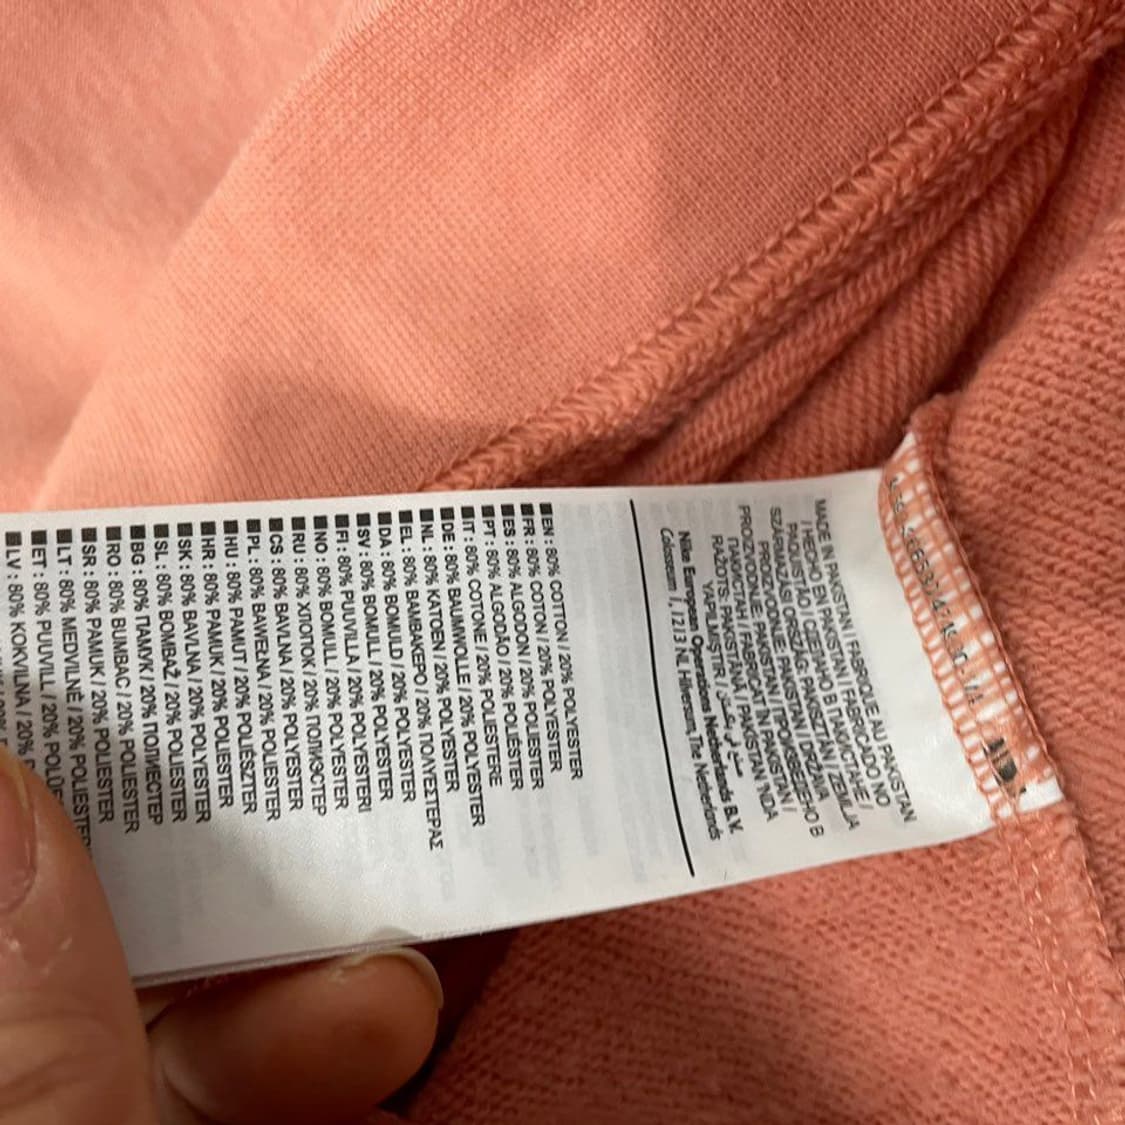 MADE IN PAKISTAN / FABRIQUÉ AU PAKISTAN
/ HECHO EN PAKISTÁN / FABRICADO NO
PAQUISTÃO / СДЕЛАНО В ПАКИСТАНЕ /
SZÁRMAZÁSI ORSZÁG: PAKISZTÁN / ZEMLJA
PROIZVODNJE: PAKISTAN / DRŽAVA
PROIZVODNJE: PAKISTAN / ПРОИЗВЕДЕНО В
ПАКИСТАН / FABRICAT ÎN PAKISTAN
RAŽOTS: PAKISTĀNĀ / PAKISTAN 'NDA
YAPILMIŞTIR /
Nike European Operations Netherlands B.V.
Colosseum 1, 1213 NL Hilversum, The Netherlands
EN : 80% COTTON / 20% POLYESTER
FR : 80% COTON / 20% POLYESTER
ES : 80% ALGODON / 20% POLIESTER
PT : 80% ALGODÃO / 20% POLIÉSTER
IT : 80% COTONE / 20% POLIESTERE
DE : 80% BAUMWOLLE / 20% POLYESTER
NL : 80% KATOEN / 20% POLYESTER
EL : 80% ΒΑΜΒΑΚΕΡΟ / 20% ΠΟΛΥΕΣΤΕΡΑΣ
DA : 80% BOMULD / 20% POLYESTER
SV : 80% BOMULL / 20% POLYESTER
FI : 80% PUUVILLA / 20% POLYESTERI
NO : 80% BOMULL / 20% POLYESTER
RU : 80% ХЛОПОК / 20% ПОЛИЭСТЕР
CS : 80% BAVLNA / 20% POLYESTER
PL : 80% BAWEŁNA / 20% POLIESTER
HU : 80% PAMUT / 20% POLIÉSZTER
HR : 80% PAMUK / 20% POLIESTER
SK : 80% BAVLNA / 20% POLYESTER
SL : 80% BOMBAŽ / 20% POLIESTER
BG : 80% ПАМУК / 20% ПОЛИЕСТЕР
RO : 80% BUMBAC / 20% POLIESTER
SR : 80% PAMUK / 20% POLIESTER
LT : 80% MEDVILNĖ / 20% POLIESTER
ET : 80% PUUVILL / 20%
LV : 80% KOKVILNA / 20%